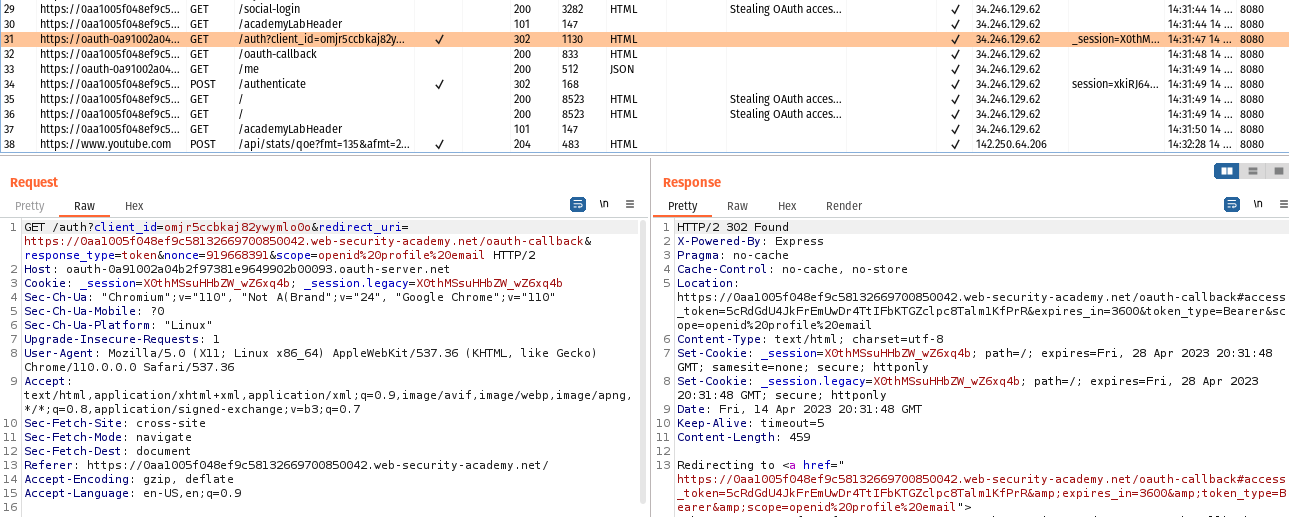 29 https://0aa1005f048ef9c5... GET /social-login 200 3282 HTML Stealing OAuth acces... ✓ 34.246.129.62 14:31:44 14 ... 8080
30 https://0aa1005f048ef9c5... GET /academyLabHeader 101 147 ✓ 34.246.129.62 14:31:44 14 ... 8080
31 https://oauth-0a91002a04... GET /auth?client_id=omjr5ccbkaj82y... ✓ 302 1130 HTML ✓ 34.246.129.62 _session=X0thM... 14:31:47 14 ... 8080
32 https://0aa1005f048ef9c5... GET /oauth-callback 200 833 HTML ✓ 34.246.129.62 14:31:48 14 ... 8080
33 https://oauth-0a91002a04... GET /me 200 512 JSON ✓ 34.246.129.62 14:31:49 14 ... 8080
34 https://0aa1005f048ef9c5... POST /authenticate ✓ 302 168 ✓ 34.246.129.62 session=xkiRJ64... 14:31:49 14 ... 8080
35 https://0aa1005f048ef9c5... GET / 200 8523 HTML Stealing OAuth acces... ✓ 34.246.129.62 14:31:49 14 ... 8080
36 https://0aa1005f048ef9c5... GET / 200 8523 HTML Stealing OAuth acces... ✓ 34.246.129.62 14:31:49 14 ... 8080
37 https://0aa1005f048ef9c5... GET /academyLabHeader 101 147 ✓ 34.246.129.62 14:31:50 14 ... 8080
38 https://www.youtube.com POST /api/stats/qoe?fmt=135&afmt=2... ✓ 204 483 HTML ✓ 142.250.64.206 14:32:28 14 ... 8080
Request
Pretty Raw Hex \n
1 GET /auth?client_id=omjr5ccbkaj82ywymlo0o&redirect_uri=
https://0aa1005f048ef9c58132669700850042.web-security-academy.net/oauth-callback&
response_type=token&nonce=919668391&scope=openid%20profile%20email HTTP/2
2 Host: oauth-0a91002a04b2f97381e9649902b00093.oauth-server.net
3 Cookie: _session=X0thMSsuHHbZW_wZ6xq4b; _session.legacy=X0thMSsuHHbZW_wZ6xq4b
4 Sec-Ch-Ua: "Chromium";v="110", "Not A(Brand";v="24", "Google Chrome";v="110"
5 Sec-Ch-Ua-Mobile: ?0
6 Sec-Ch-Ua-Platform: "Linux"
7 Upgrade-Insecure-Requests: 1
8 User-Agent: Mozilla/5.0 (X11; Linux x86_64) AppleWebKit/537.36 (KHTML, like Gecko)
Chrome/110.0.0.0 Safari/537.36
9 Accept:
text/html,application/xhtml+xml,application/xml;q=0.9,image/avif,image/webp,image/apng,
*/*;q=0.8,application/signed-exchange;v=b3;q=0.7
10 Sec-Fetch-Site: cross-site
11 Sec-Fetch-Mode: navigate
12 Sec-Fetch-Dest: document
13 Referer: https://0aa1005f048ef9c58132669700850042.web-security-academy.net/
14 Accept-Encoding: gzip, deflate
15 Accept-Language: en-US,en;q=0.9
16
Response
Pretty Raw Hex Render \n
1 HTTP/2 302 Found
2 X-Powered-By: Express
3 Pragma: no-cache
4 Cache-Control: no-cache, no-store
5 Location:
https://0aa1005f048ef9c58132669700850042.web-security-academy.net/oauth-callback#access
_token=5cRdGdU4JkFrEmUwDr4TtIFbKTGZclpc8Talm1KfPrR&expires_in=3600&token_type=Bearer&sc
ope=openid%20profile%20email
6 Content-Type: text/html; charset=utf-8
7 Set-Cookie: _session=X0thMSsuHHbZW_wZ6xq4b; path=/; expires=Fri, 28 Apr 2023 20:31:48
GMT; samesite=none; secure; httponly
8 Set-Cookie: _session.legacy=X0thMSsuHHbZW_wZ6xq4b; path=/; expires=Fri, 28 Apr 2023
20:31:48 GMT; secure; httponly
9 Date: Fri, 14 Apr 2023 20:31:48 GMT
10 Keep-Alive: timeout=5
11 Content-Length: 459
12
13 Redirecting to <a href="
https://0aa1005f048ef9c58132669700850042.web-security-academy.net/oauth-callback#access
_token=5cRdGdU4JkFrEmUwDr4TtIFbKTGZclpc8Talm1KfPrR&amp;expires_in=3600&amp;token_type=B
earer&amp;scope=openid%20profile%20email">